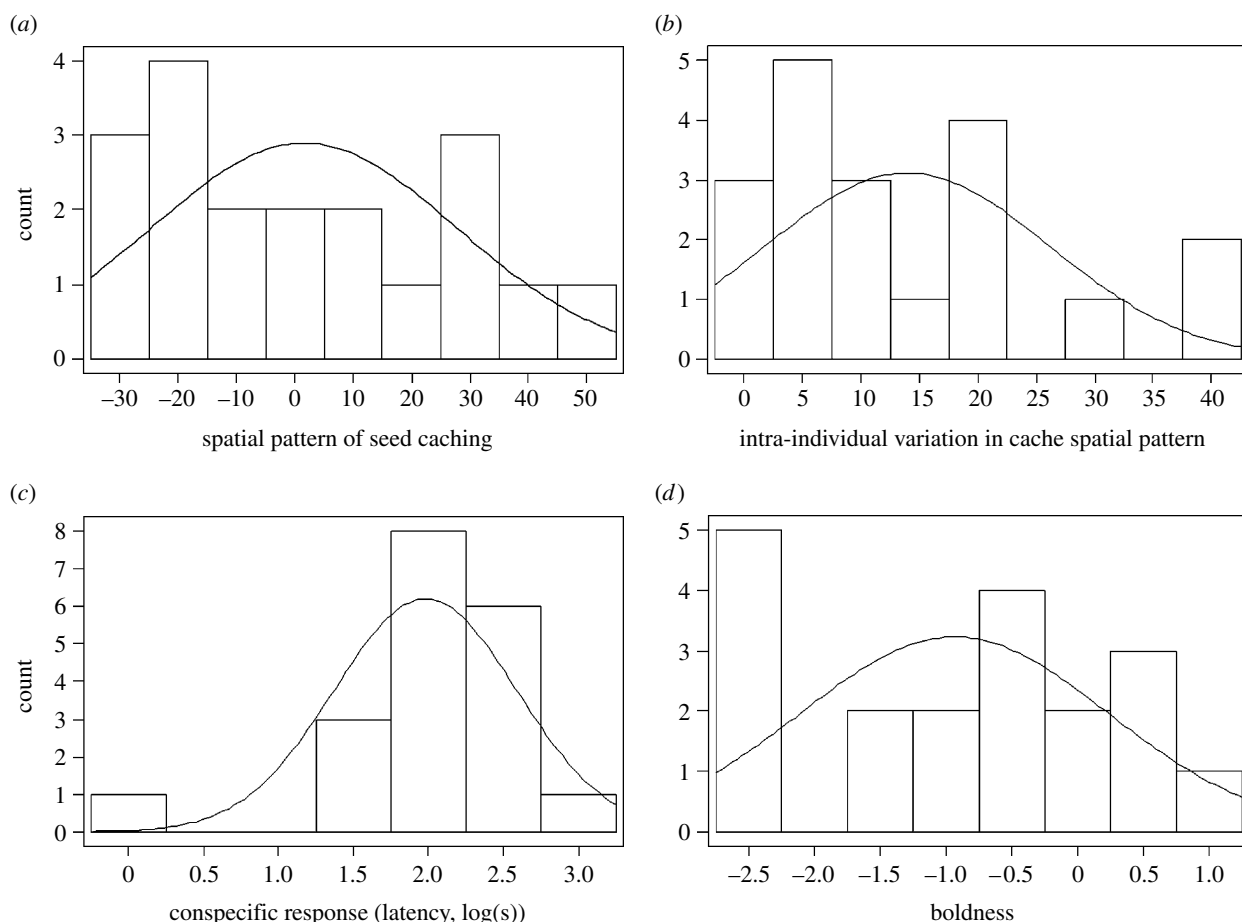 (a)
4
3
2
1
0
count
–30 –20 –10 0 10 20 30 40 50
spatial pattern of seed caching
(b)
5
4
3
2
1
0
0 5 10 15 20 25 30 35 40
intra-individual variation in cache spatial pattern
(c)
8
7
6
5
4
3
2
1
0
count
0 0.5 1.0 1.5 2.0 2.5 3.0
conspecific response (latency, log(s))
(d)
5
4
3
2
1
0
–2.5 –2.0 –1.5 –1.0 –0.5 0 0.5 1.0
boldness